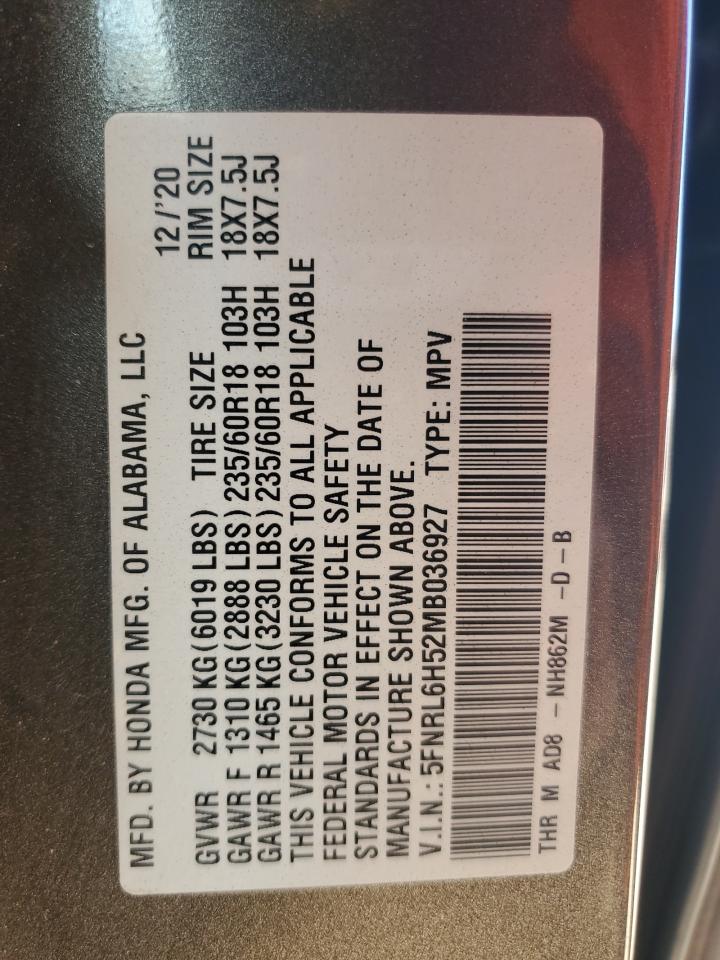 MFD. BY HONDA MFG. OF ALABAMA, LLC
12/'20
GVWR 2730 KG(6019 LBS) TIRE SIZE RIM SIZE
GAWR F 1310 KG(2888 LBS) 235/60R18 103H 18X7.5J
GAWR R 1465 KG(3230 LBS) 235/60R18 103H 18X7.5J
THIS VEHICLE CONFORMS TO ALL APPLICABLE
FEDERAL MOTOR VEHICLE SAFETY
STANDARDS IN EFFECT ON THE DATE OF
MANUFACTURE SHOWN ABOVE.
V.I.N.: 5FNRL6H52MB036927 TYPE: MPV
THR M AD8 – NH862M –D – B